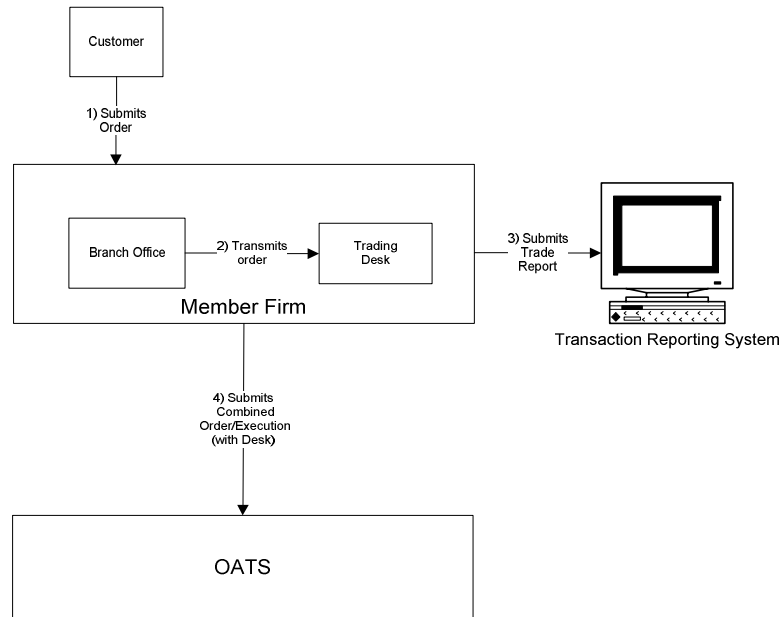 Customer
1) Submits
Order
Branch Office
2) Transmits
order
Trading
Desk
Member Firm
3) Submits
Trade
Report
Transaction Reporting System
4) Submits
Combined
Order/Execution
(with Desk)
OATS